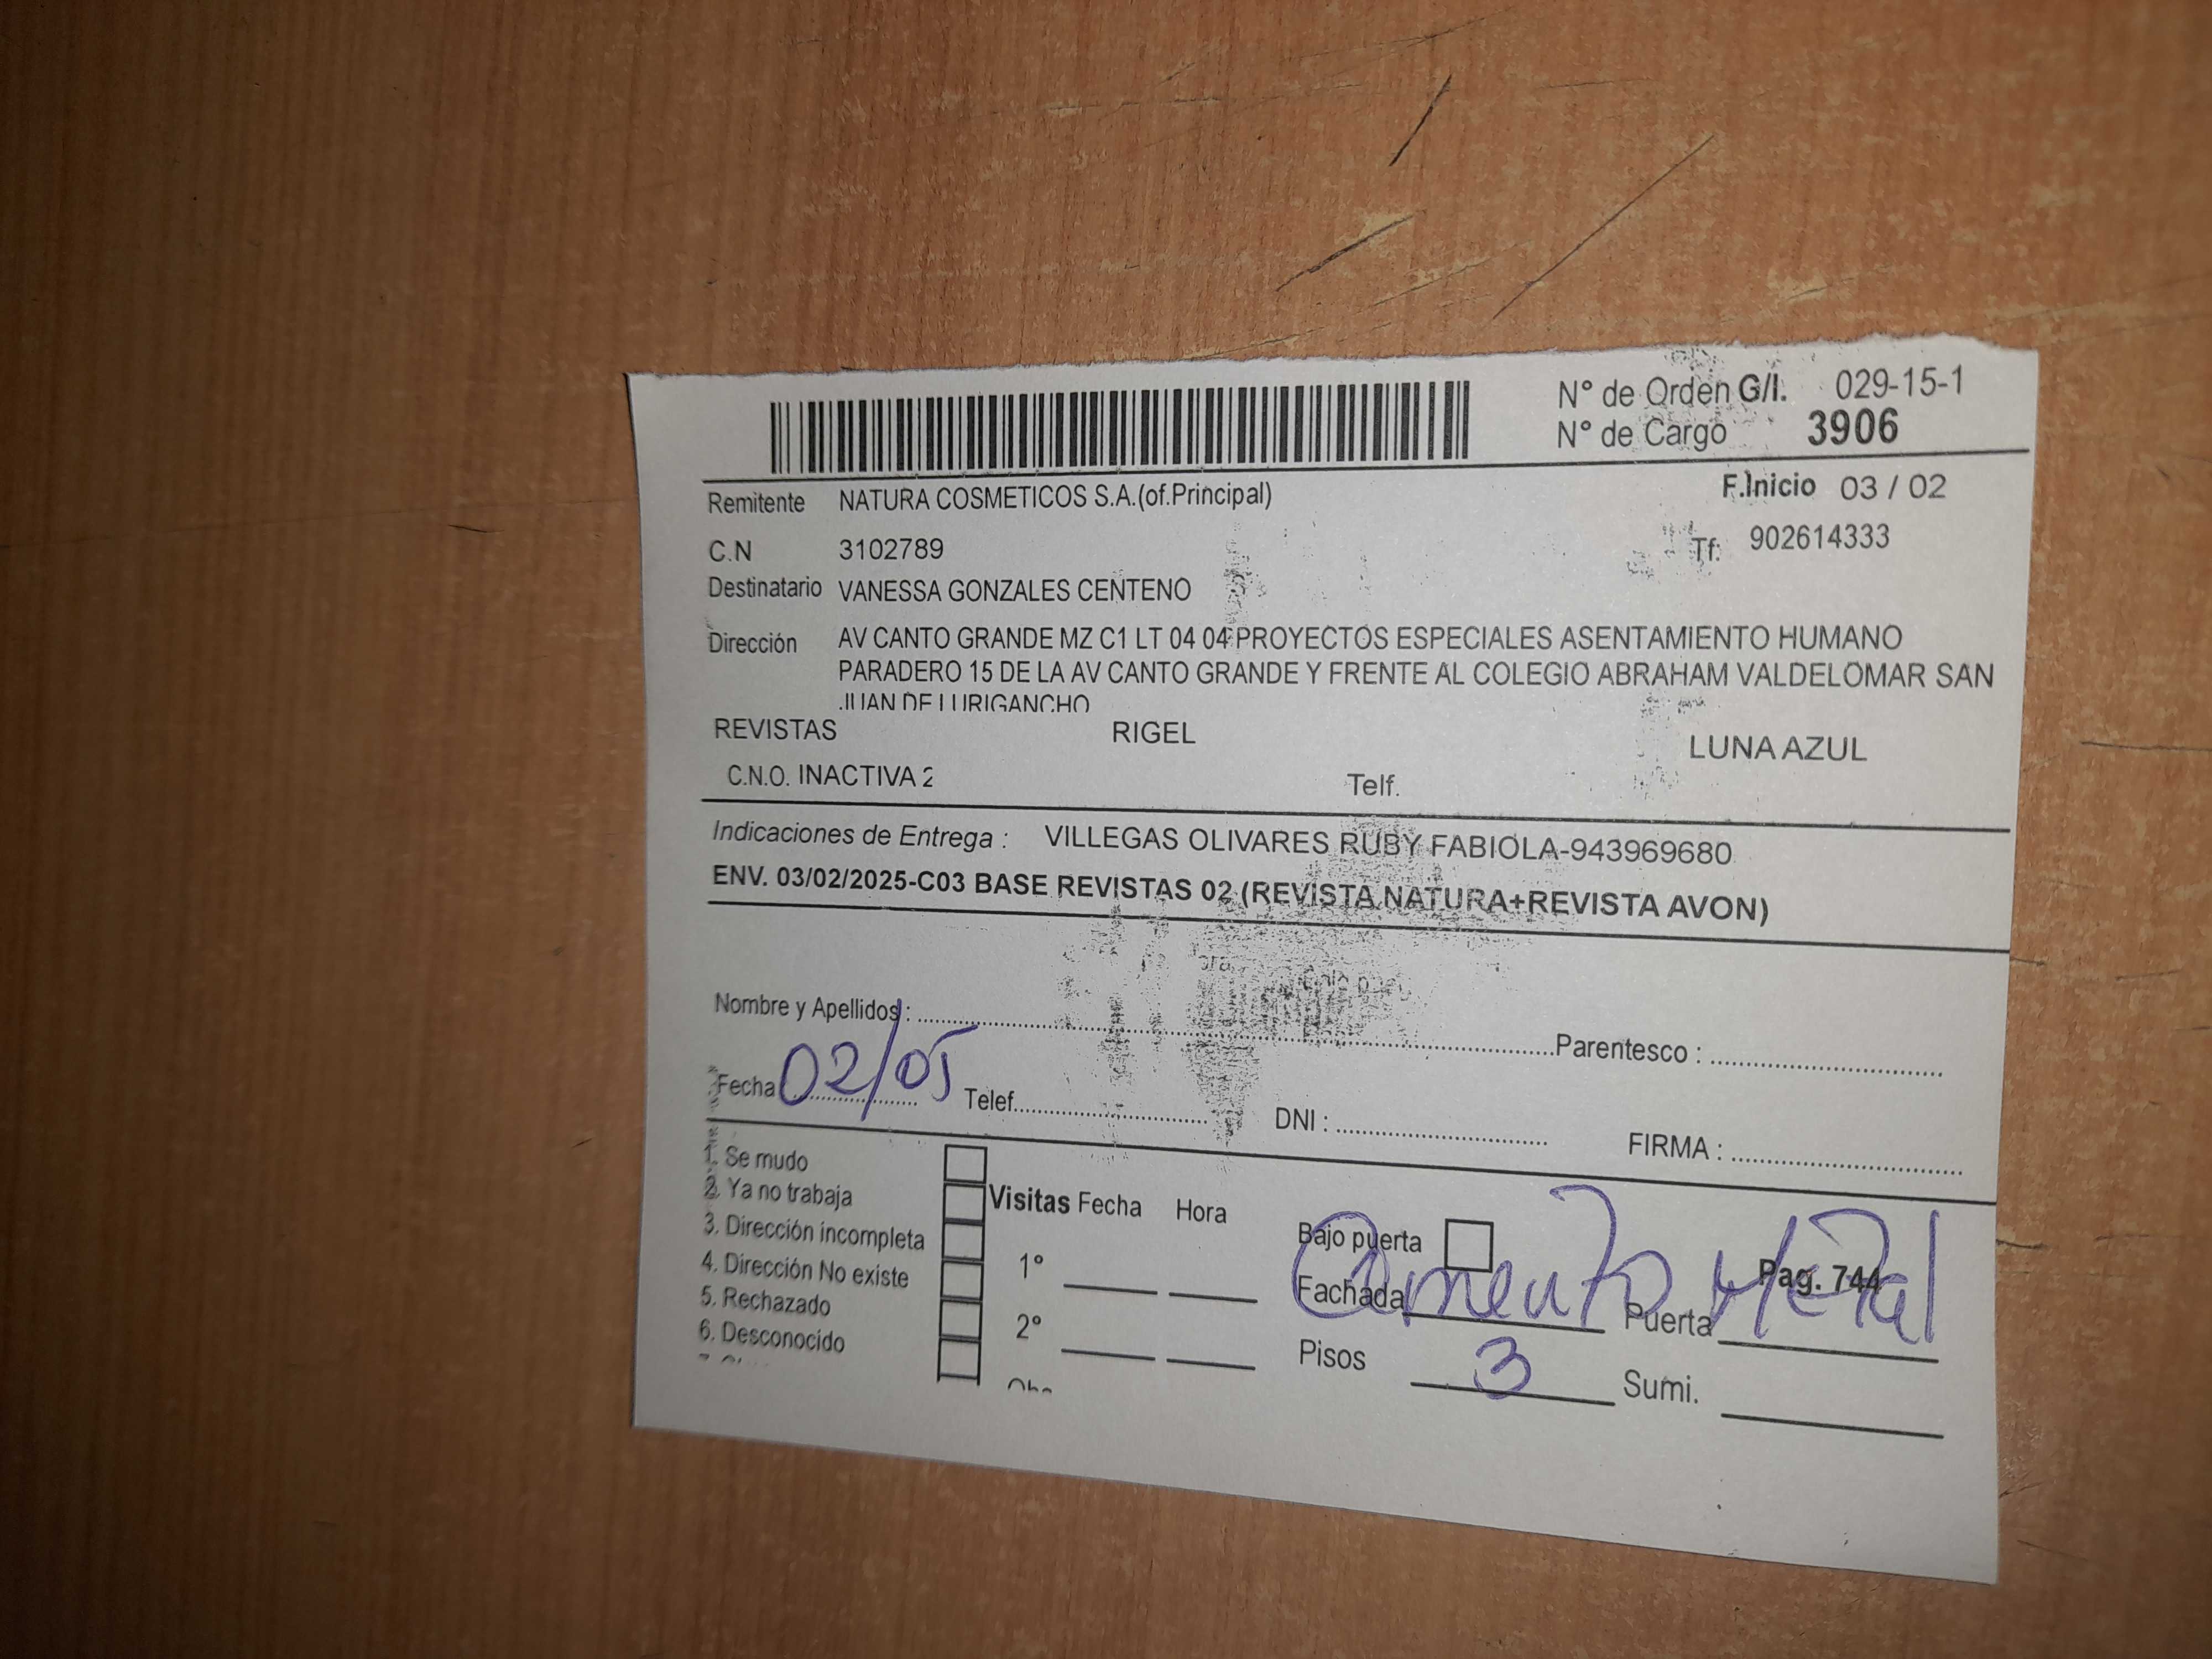 N° de Orden G/I. 029-15-1
N° de Cargo 3906
Remitente NATURA COSMETICOS S.A.(of.Principal) F.Inicio 03 / 02
C.N 3102789 Tf: 902614333
Destinatario VANESSA GONZALES CENTENO
Dirección AV CANTO GRANDE MZ C1 LT 04 04 PROYECTOS ESPECIALES ASENTAMIENTO HUMANO
PARADERO 15 DE LA AV CANTO GRANDE Y FRENTE AL COLEGIO ABRAHAM VALDELOMAR SAN
JUAN DE LURIGANCHO
REVISTAS RIGEL LUNA AZUL
C.N.O. INACTIVA 2 Telf.
Indicaciones de Entrega : VILLEGAS OLIVARES RUBY FABIOLA-943969680
ENV. 03/02/2025-C03 BASE REVISTAS 02 (REVISTA NATURA+REVISTA AVON)
Nombre y Apellidos : Parentesco :
Fecha 02/05 Telef. DNI : FIRMA :
1. Se mudo
2. Ya no trabaja
3. Dirección incompleta
4. Dirección No existe
5. Rechazado
6. Desconocido
Visitas Fecha Hora
1°
2°
Bajo puerta
Pag. 744
Fachada Cemento Puerta Metal
Pisos 3 Sumi.